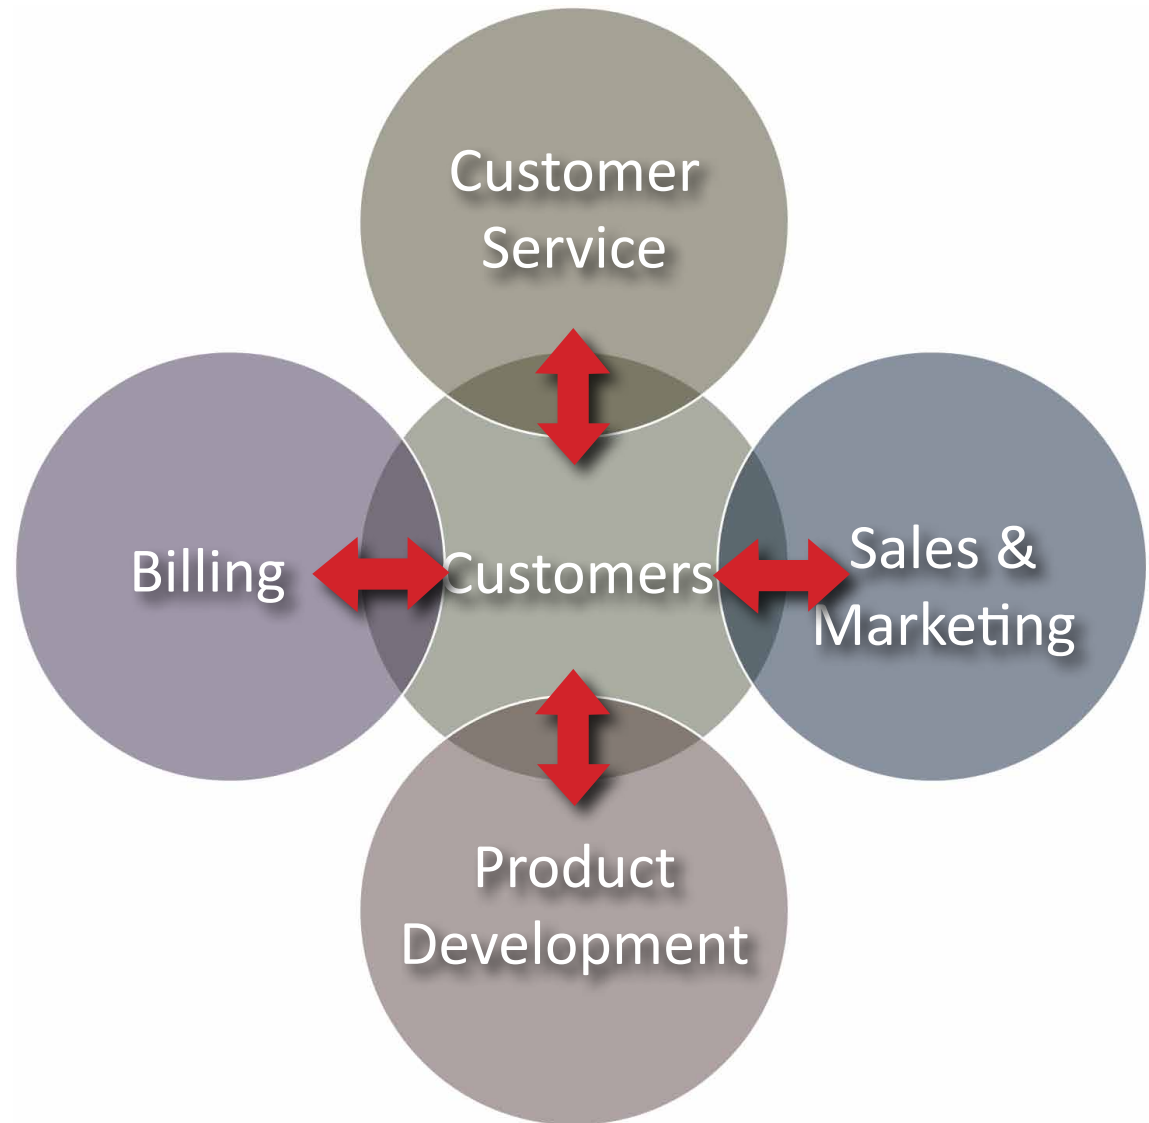 Customer
Service
Billing
Customers
Sales &
Marketing
Product
Development